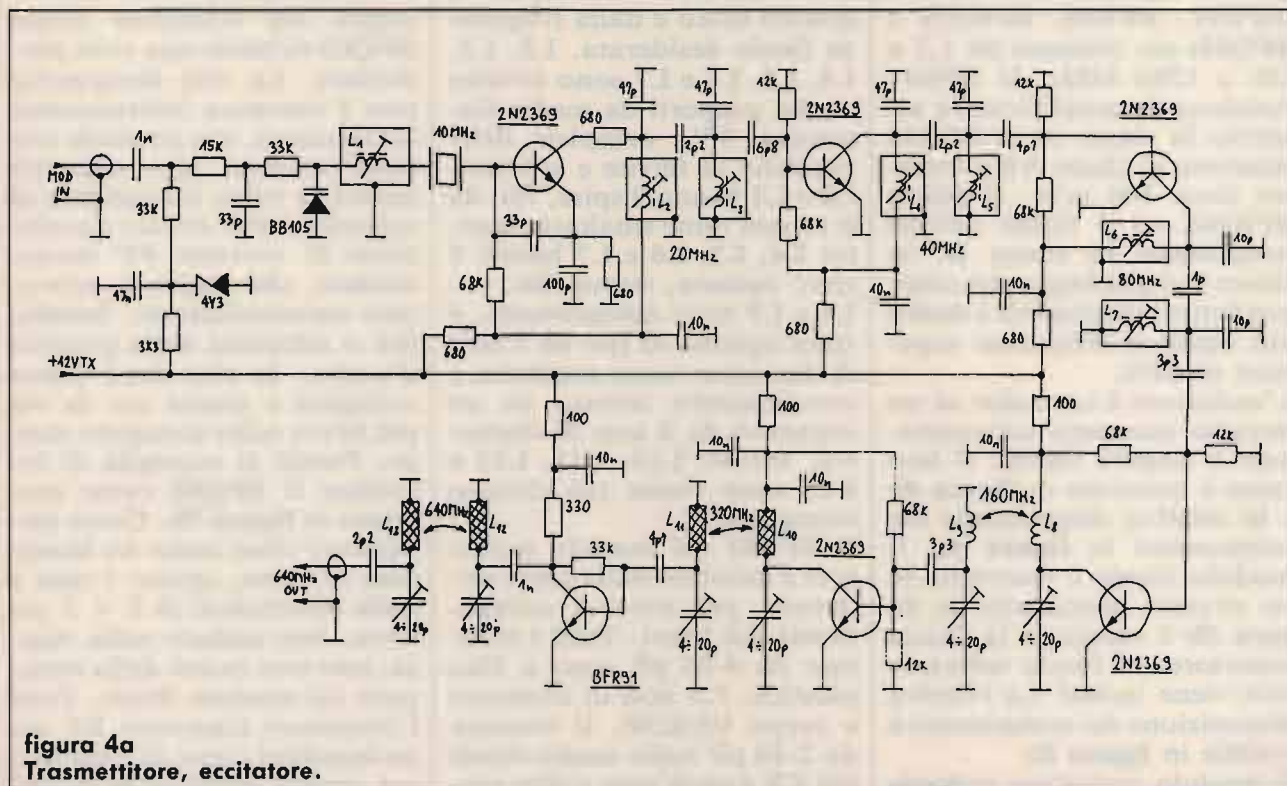 2N2369
47p
47p
12k
2N2369
47p
47p
12k
2N2369
MOD IN
1n
15K
33K
L1
10MHz
680
2p2
6p8
2p2
4p7
33K
33p
BB105
33p
L2
L3
68K
L4
L5
68K
L6
10p
20MHz
40MHz
80MHz
1p
68K
100p
680
10n
10n
L7
10p
47n
4V3
680
10n
680
680
3p3
3K3
+12VTX
100
100
100
68K
12K
10n
10n
10n
10n
68K
640MHz
330
320MHz
160MHz
L13
L12
L11
L10
2N2369
L9
L8
2p2
1n
33K
4p7
3p3
640MHz OUT
4÷20p
4÷20p
4÷20p
4÷20p
12K
4÷20p
4÷20p
BFR91
2N2369
figura 4a
Trasmettitore, eccitatore.